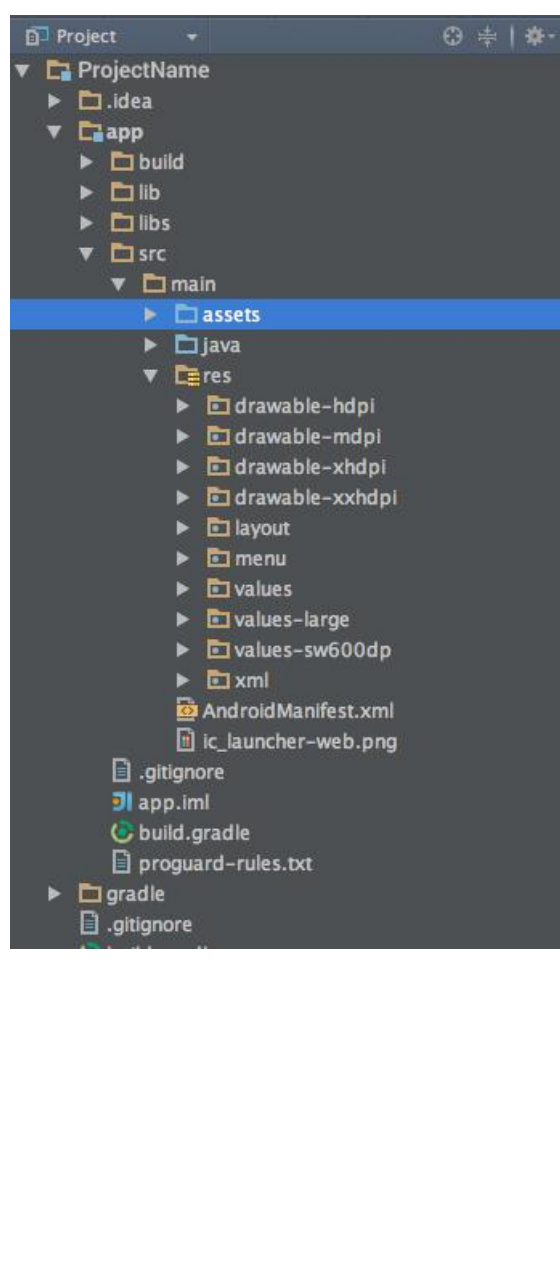 Project
ProjectName
.idea
app
build
lib
libs
src
main
assets
java
res
drawable-hdpi
drawable-mdpi
drawable-xhdpi
drawable-xxhdpi
layout
menu
values
values-large
values-sw600dp
xml
AndroidManifest.xml
ic_launcher-web.png
.gitignore
app.iml
build.gradle
proguard-rules.txt
gradle
.gitignore